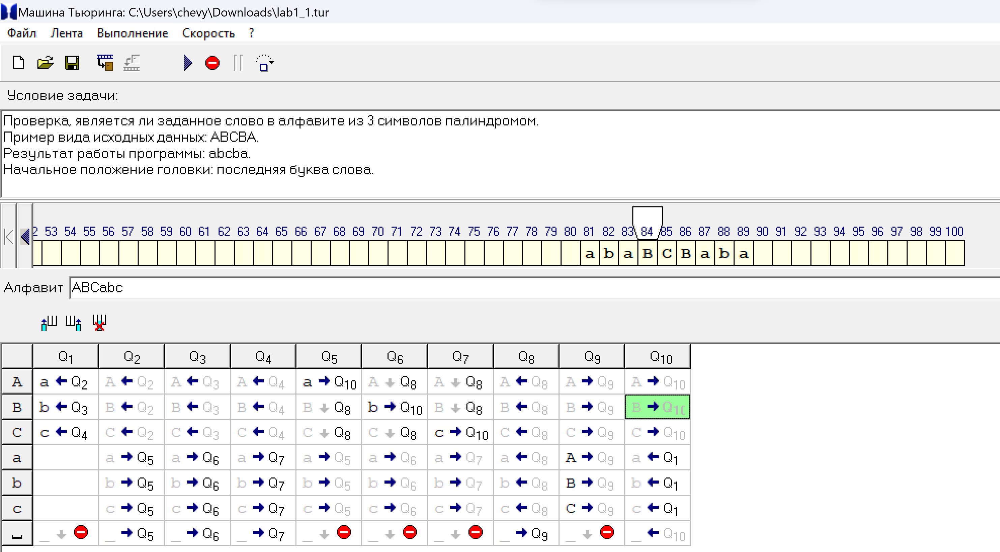 Машина Тьюринга: C:\Users\chevy\Downloads\lab1_1.tur
Файл Лента Выполнение Скорость ?
Условие задачи:
Проверка, является ли заданное слово в алфавите из 3 символов палиндромом.
Пример вида исходных данных: ABCBA.
Результат работы программы: abcba.
Начальное положение головки: последняя буква слова.
2 53 54 55 56 57 58 59 60 61 62 63 64 65 66 67 68 69 70 71 72 73 74 75 76 77 78 79 80 81 82 83 84 85 86 87 88 89 90 91 92 93 94 95 96 97 98 99 100
a b a B C B a b a
Алфавит ABCabc
Q1 Q2 Q3 Q4 Q5 Q6 Q7 Q8 Q9 Q10
A a ← Q2 A ← Q2 A ← Q3 A ← Q4 a → Q10 A ↓ Q8 A ↓ Q8 A ← Q8 A → Q9 A → Q10
B b ← Q3 B ← Q2 B ← Q3 B ← Q4 B ↓ Q8 b → Q10 B ↓ Q8 B ← Q8 B → Q9 B → Q10
C c ← Q4 C ← Q2 C ← Q3 C ← Q4 C ↓ Q8 C ↓ Q8 c → Q10 C ← Q8 C → Q9 C → Q10
a a → Q5 a → Q6 a → Q7 a → Q5 a → Q6 a → Q7 a ← Q8 A → Q9 a ← Q1
b b → Q5 b → Q6 b → Q7 b → Q5 b → Q6 b → Q7 b ← Q8 B → Q9 b ← Q1
c c → Q5 c → Q6 c → Q7 c → Q5 c → Q6 c → Q7 c ← Q8 C → Q9 c ← Q1
␣ _ ↓ _ → Q5 _ → Q6 _ → Q7 _ ↓ _ ↓ _ ↓ _ → Q9 _ ↓ _ ← Q10